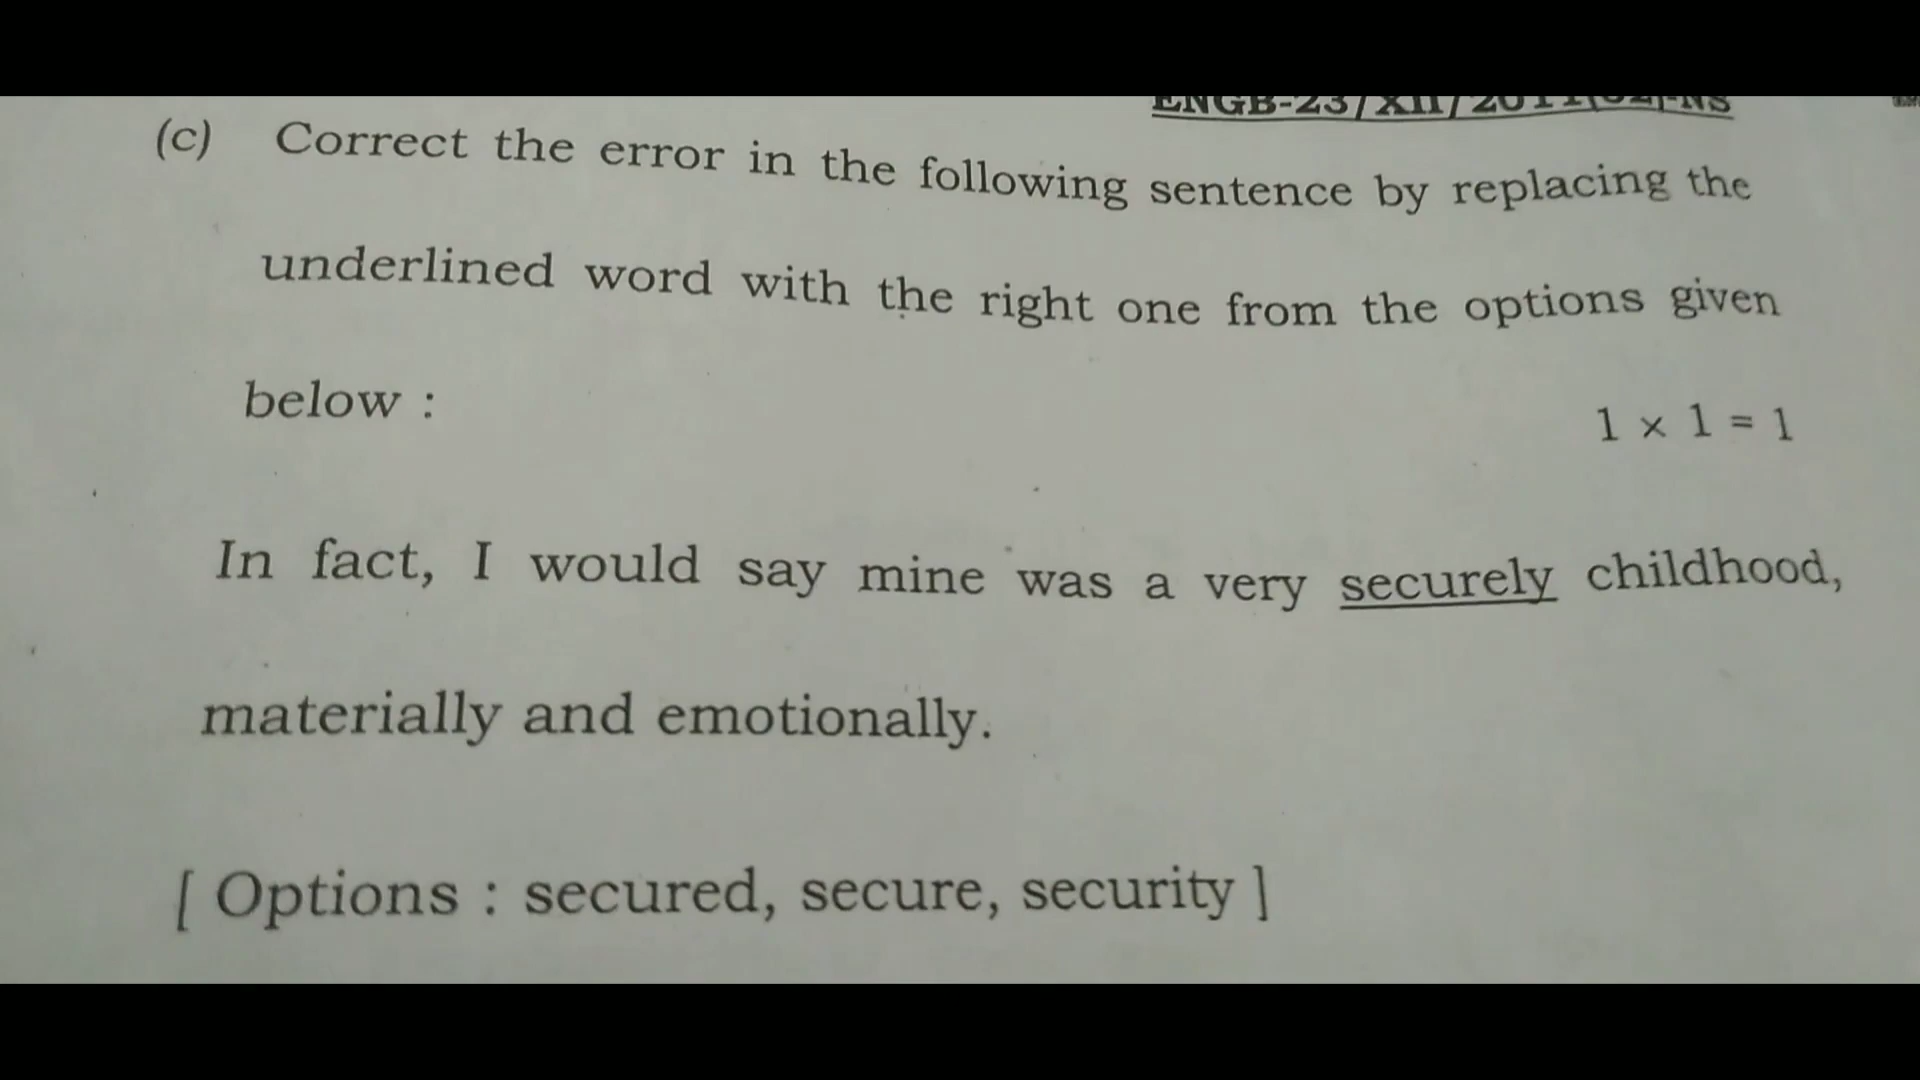 (c) Correct the error in the following sentence by replacing the
underlined word with the right one from the options given
below :
1 × 1 = 1
In fact, I would say mine was a very securely childhood,
materially and emotionally.
[ Options : secured, secure, security ]